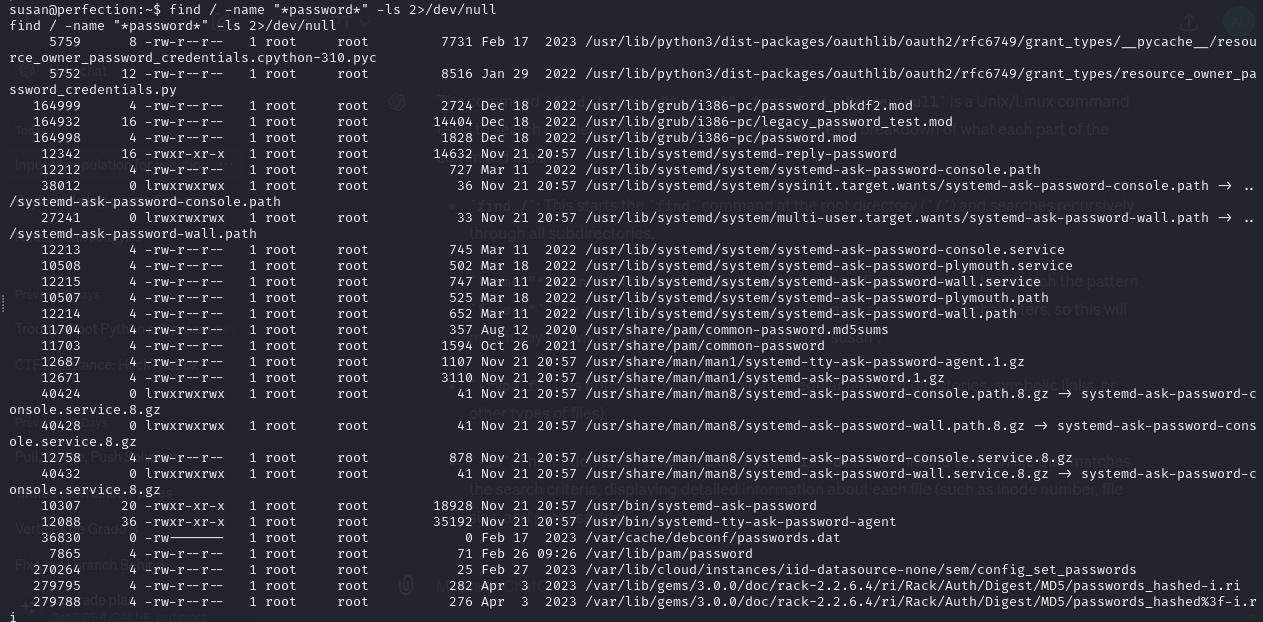 susan@perfection:~$ find / -name "*password*" -ls 2>/dev/null
find / -name "*password*" -ls 2>/dev/null
5759 8 -rw-r--r-- 1 root root 7731 Feb 17 2023 /usr/lib/python3/dist-packages/oauthlib/oauth2/rfc6749/grant_types/__pycache__/resou
rce_owner_password_credentials.cpython-310.pyc
5752 12 -rw-r--r-- 1 root root 8516 Jan 29 2022 /usr/lib/python3/dist-packages/oauthlib/oauth2/rfc6749/grant_types/resource_owner_pa
ssword_credentials.py
164999 4 -rw-r--r-- 1 root root 2724 Dec 18 2022 /usr/lib/grub/i386-pc/password_pbkdf2.mod
164932 16 -rw-r--r-- 1 root root 14404 Dec 18 2022 /usr/lib/grub/i386-pc/legacy_password_test.mod
164998 4 -rw-r--r-- 1 root root 1828 Dec 18 2022 /usr/lib/grub/i386-pc/password.mod
12342 16 -rwxr-xr-x 1 root root 14632 Nov 21 20:57 /usr/lib/systemd/systemd-reply-password
12212 4 -rw-r--r-- 1 root root 727 Mar 11 2022 /usr/lib/systemd/system/systemd-ask-password-console.path
38012 0 lrwxrwxrwx 1 root root 36 Nov 21 20:57 /usr/lib/systemd/system/sysinit.target.wants/systemd-ask-password-console.path -> ..
/systemd-ask-password-console.path
27241 0 lrwxrwxrwx 1 root root 33 Nov 21 20:57 /usr/lib/systemd/system/multi-user.target.wants/systemd-ask-password-wall.path -> ..
/systemd-ask-password-wall.path
12213 4 -rw-r--r-- 1 root root 745 Mar 11 2022 /usr/lib/systemd/system/systemd-ask-password-console.service
10508 4 -rw-r--r-- 1 root root 502 Mar 18 2022 /usr/lib/systemd/system/systemd-ask-password-plymouth.service
12215 4 -rw-r--r-- 1 root root 747 Mar 11 2022 /usr/lib/systemd/system/systemd-ask-password-wall.service
10507 4 -rw-r--r-- 1 root root 525 Mar 18 2022 /usr/lib/systemd/system/systemd-ask-password-plymouth.path
12214 4 -rw-r--r-- 1 root root 652 Mar 11 2022 /usr/lib/systemd/system/systemd-ask-password-wall.path
11704 4 -rw-r--r-- 1 root root 357 Aug 12 2020 /usr/share/pam/common-password.md5sums
11703 4 -rw-r--r-- 1 root root 1594 Oct 26 2021 /usr/share/pam/common-password
12687 4 -rw-r--r-- 1 root root 1107 Nov 21 20:57 /usr/share/man/man1/systemd-tty-ask-password-agent.1.gz
12671 4 -rw-r--r-- 1 root root 3110 Nov 21 20:57 /usr/share/man/man1/systemd-ask-password.1.gz
40424 0 lrwxrwxrwx 1 root root 41 Nov 21 20:57 /usr/share/man/man8/systemd-ask-password-console.path.8.gz -> systemd-ask-password-c
onsole.service.8.gz
40428 0 lrwxrwxrwx 1 root root 41 Nov 21 20:57 /usr/share/man/man8/systemd-ask-password-wall.path.8.gz -> systemd-ask-password-cons
ole.service.8.gz
12758 4 -rw-r--r-- 1 root root 878 Nov 21 20:57 /usr/share/man/man8/systemd-ask-password-console.service.8.gz
40432 0 lrwxrwxrwx 1 root root 41 Nov 21 20:57 /usr/share/man/man8/systemd-ask-password-wall.service.8.gz -> systemd-ask-password-c
onsole.service.8.gz
10307 20 -rwxr-xr-x 1 root root 18928 Nov 21 20:57 /usr/bin/systemd-ask-password
12088 36 -rwxr-xr-x 1 root root 35192 Nov 21 20:57 /usr/bin/systemd-tty-ask-password-agent
36830 0 -rw------- 1 root root 0 Feb 17 2023 /var/cache/debconf/passwords.dat
7865 4 -rw-r--r-- 1 root root 71 Feb 26 09:26 /var/lib/pam/password
270264 4 -rw-r--r-- 1 root root 25 Feb 27 2023 /var/lib/cloud/instances/iid-datasource-none/sem/config_set_passwords
279795 4 -rw-r--r-- 1 root root 282 Apr 3 2023 /var/lib/gems/3.0.0/doc/rack-2.2.6.4/ri/Rack/Auth/Digest/MD5/passwords_hashed-i.ri
279788 4 -rw-r--r-- 1 root root 276 Apr 3 2023 /var/lib/gems/3.0.0/doc/rack-2.2.6.4/ri/Rack/Auth/Digest/MD5/passwords_hashed%3f-i.r
i